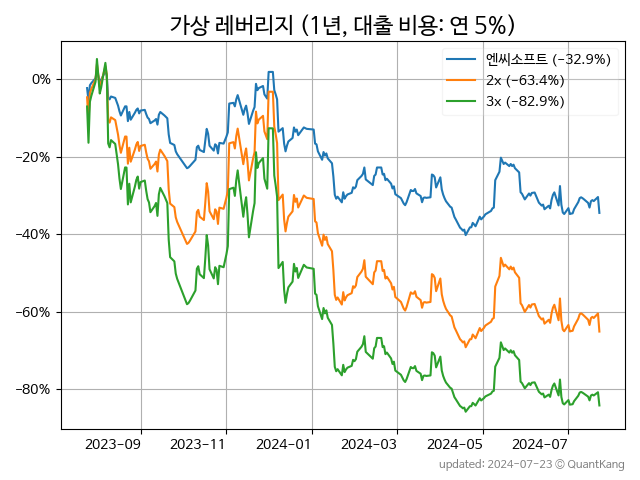 가상 레버리지 (1년, 대출 비용: 연 5%)
엔씨소프트 (−32.9%)
2x (−63.4%)
3x (−82.9%)
0%
−20%
−40%
−60%
−80%
2023-09 2023-11 2024-01 2024-03 2024-05 2024-07
updated: 2024-07-23 © QuantKang